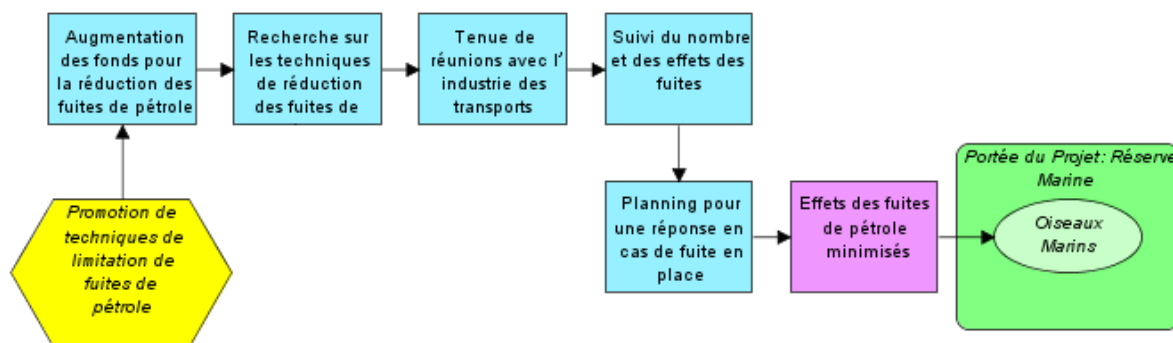 Augmentation
des fonds pour
la réduction des
fuites de pétrole
Recherche sur
les techniques
de réduction
des fuites de
Tenue de
réunions avec l'
industrie des
transports
Suivi du nombre
et des effets des
fuites
Planning pour
une réponse en
cas de fuite en
place
Effets des fuites
de pétrole
minimisés
Portée du Projet: Réserve
Marine
Oiseaux
Marins
Promotion de
techniques de
limitation de
fuites de
pétrole